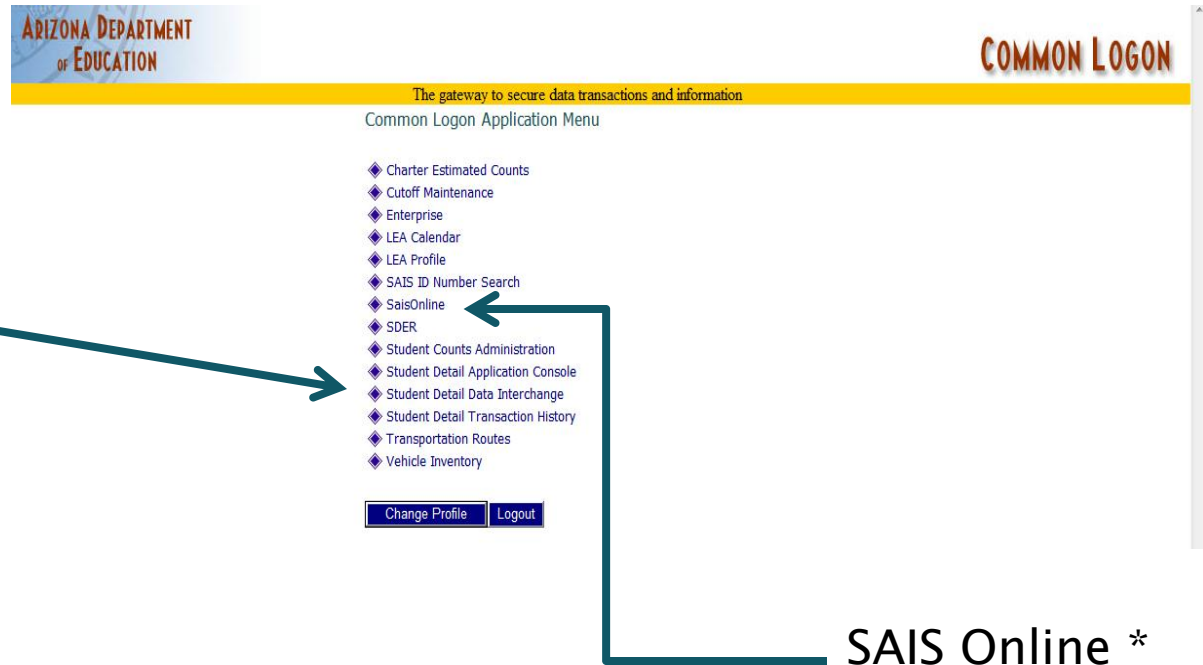 ARIZONA DEPARTMENT
OF EDUCATION
COMMON LOGON
The gateway to secure data transactions and information
Common Logon Application Menu
Charter Estimated Counts
Cutoff Maintenance
Enterprise
LEA Calendar
LEA Profile
SAIS ID Number Search
SaisOnline
SDER
Student Counts Administration
Student Detail Application Console
Student Detail Data Interchange
Student Detail Transaction History
Transportation Routes
Vehicle Inventory
Change Profile Logout
SAIS Online *